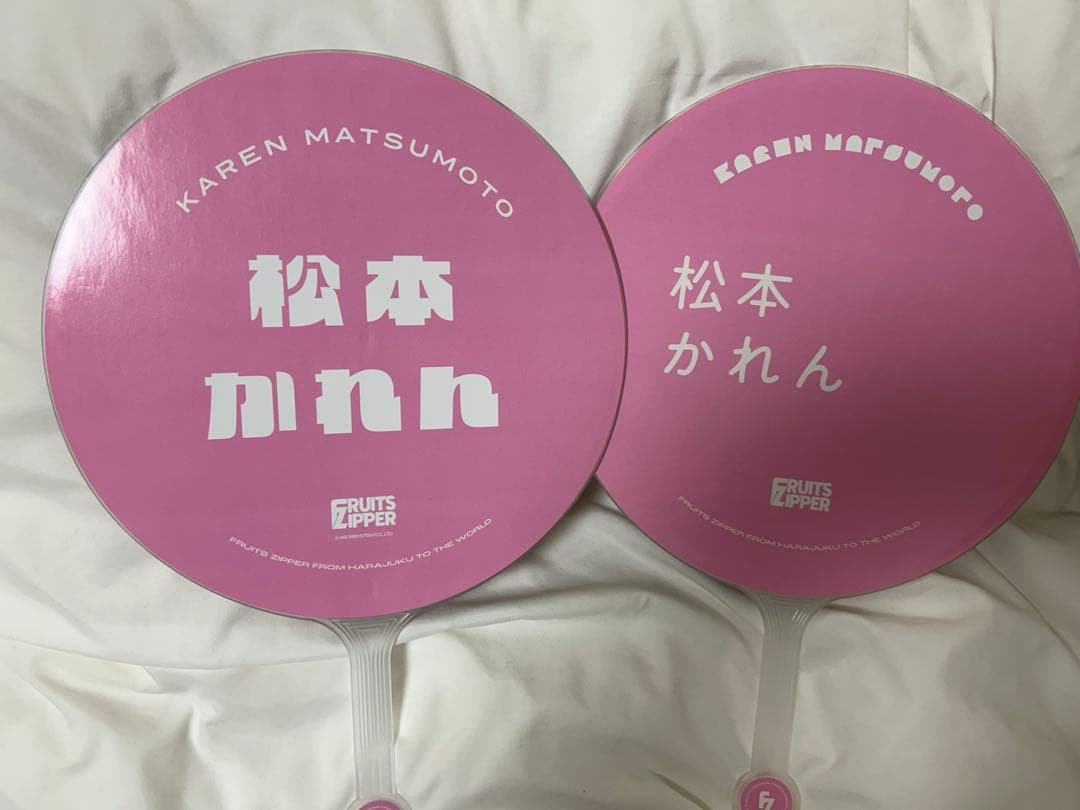 KAREN MATSUMOTO
松本
かれん
FRUITS
ZIPPER
FRUITS ZIPPER FROM HARAJUKU TO THE WORLD
KAREN MATSUMOTO
松本
かれん
FRUITS
ZIPPER
FRUITS ZIPPER FROM HARAJUKU TO THE WORLD
FZ